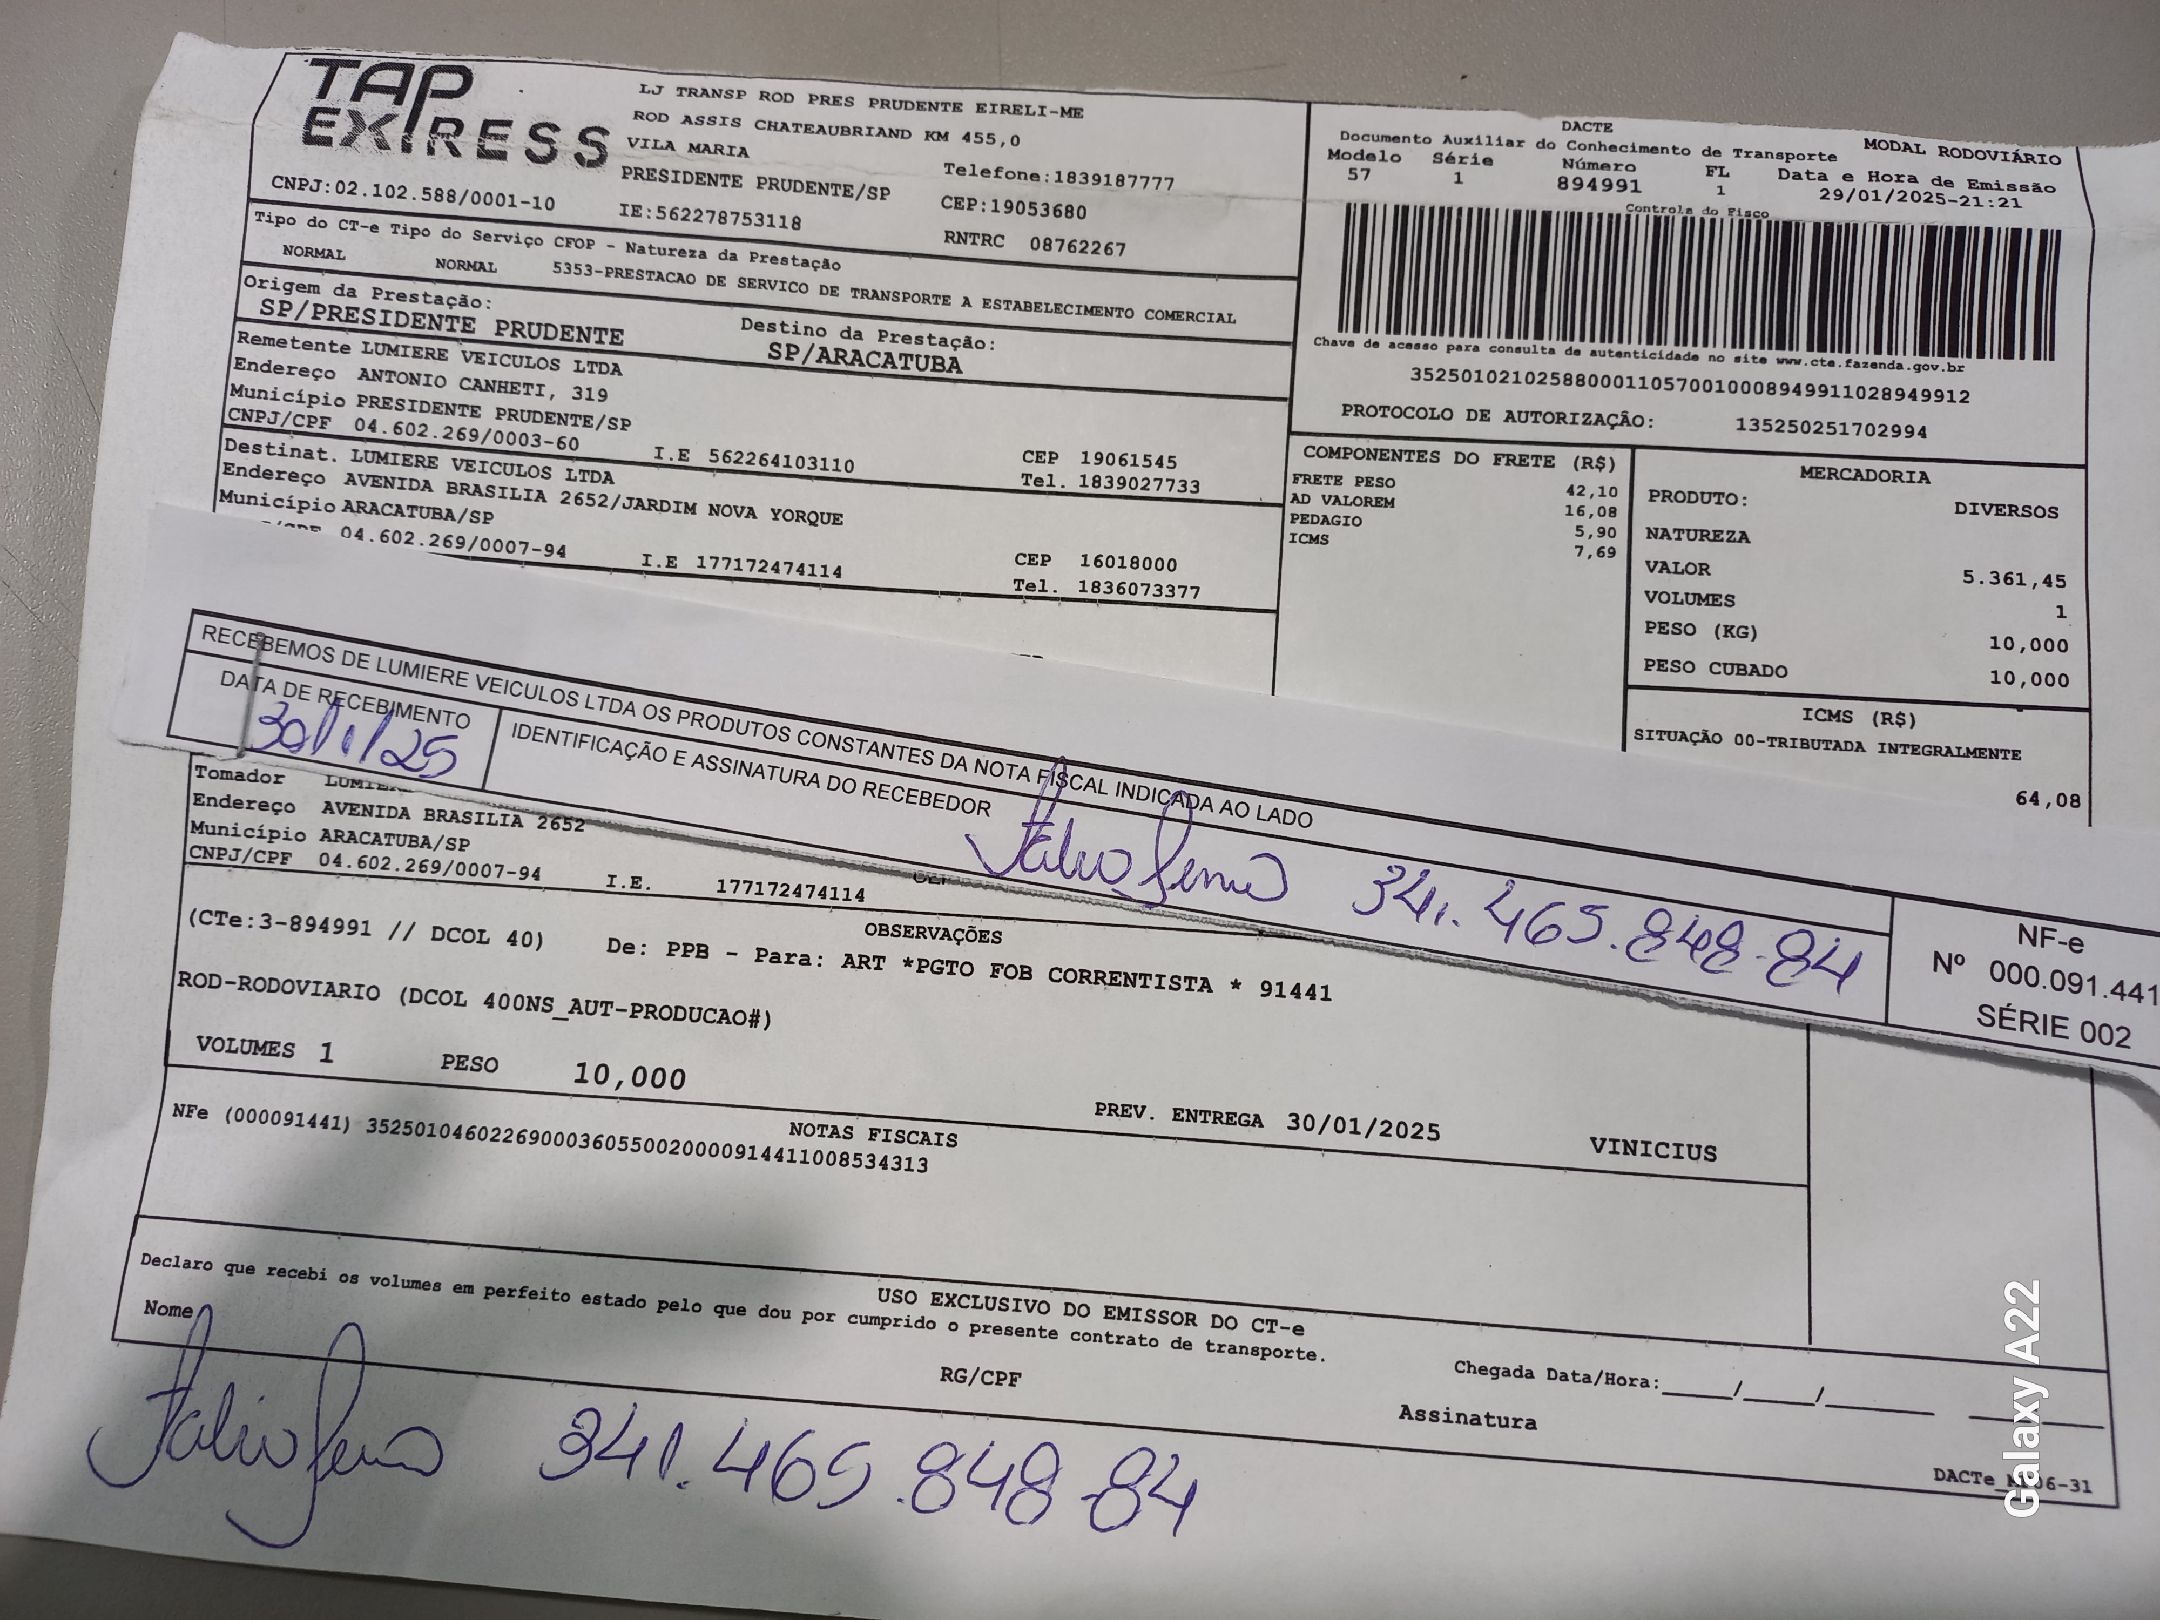 TAP EXPRESS
LJ TRANSP ROD PRES PRUDENTE EIRELI-ME
ROD ASSIS CHATEAUBRIAND KM 455,0
VILA MARIA
Telefone:1839187777
PRESIDENTE PRUDENTE/SP
CEP:19053680
CNPJ:02.102.588/0001-10
IE:562278753118
RNTRC 08762267
Tipo do CT-e Tipo do Serviço CFOP - Natureza da Prestação
NORMAL NORMAL 5353-PRESTACAO DE SERVICO DE TRANSPORTE A ESTABELECIMENTO COMERCIAL
Origem da Prestação:
SP/PRESIDENTE PRUDENTE
Destino da Prestação:
SP/ARACATUBA
Remetente LUMIERE VEICULOS LTDA
Endereço ANTONIO CANHETI, 319
Município PRESIDENTE PRUDENTE/SP
CNPJ/CPF 04.602.269/0003-60
I.E 562264103110
CEP 19061545
Tel. 1839027733
Destinat. LUMIERE VEICULOS LTDA
Endereço AVENIDA BRASILIA 2652/JARDIM NOVA YORQUE
Município ARACATUBA/SP
04.602.269/0007-94
I.E 177172474114
CEP 16018000
Tel. 1836073377
DACTE
Documento Auxiliar do Conhecimento de Transporte
MODAL RODOVIÁRIO
Modelo Série Número FL Data e Hora de Emissão
57 1 894991 1 29/01/2025-21:21
Controle do Fisco
Chave de acesso para consulta de autenticidade no site www.cte.fazenda.gov.br
35250102102588000110570010008949911028949912
PROTOCOLO DE AUTORIZAÇÃO: 135250251702994
COMPONENTES DO FRETE (R$)
FRETE PESO 42,10
AD VALOREM 16,08
PEDAGIO 5,90
ICMS 7,69
MERCADORIA
PRODUTO: DIVERSOS
NATUREZA
VALOR 5.361,45
VOLUMES 1
PESO (KG) 10,000
PESO CUBADO 10,000
ICMS (R$)
SITUAÇÃO 00-TRIBUTADA INTEGRALMENTE
64,08
RECEBEMOS DE LUMIERE VEICULOS LTDA OS PRODUTOS CONSTANTES DA NOTA FISCAL INDICADA AO LADO
DATA DE RECEBIMENTO
30/1/25
IDENTIFICAÇÃO E ASSINATURA DO RECEBEDOR
341.465.848-84
NF-e
Nº 000.091.441
SÉRIE 002
Tomador
Endereço AVENIDA BRASILIA 2652
Município ARACATUBA/SP
CNPJ/CPF 04.602.269/0007-94
I.E. 177172474114
OBSERVAÇÕES
(CTe:3-894991 // DCOL 40) De: PPB - Para: ART *PGTO FOB CORRENTISTA * 91441
ROD-RODOVIARIO (DCOL 400NS_AUT-PRODUCAO#)
VOLUMES 1 PESO 10,000
PREV. ENTREGA 30/01/2025 VINICIUS
NOTAS FISCAIS
NFe (000091441) 35250104602269000360550020000914411008534313
USO EXCLUSIVO DO EMISSOR DO CT-e
Declaro que recebi os volumes em perfeito estado pelo que dou por cumprido o presente contrato de transporte.
Nome
RG/CPF
Chegada Data/Hora:_____/_____/________ ________
Assinatura
341.465.848-84
Galaxy A22